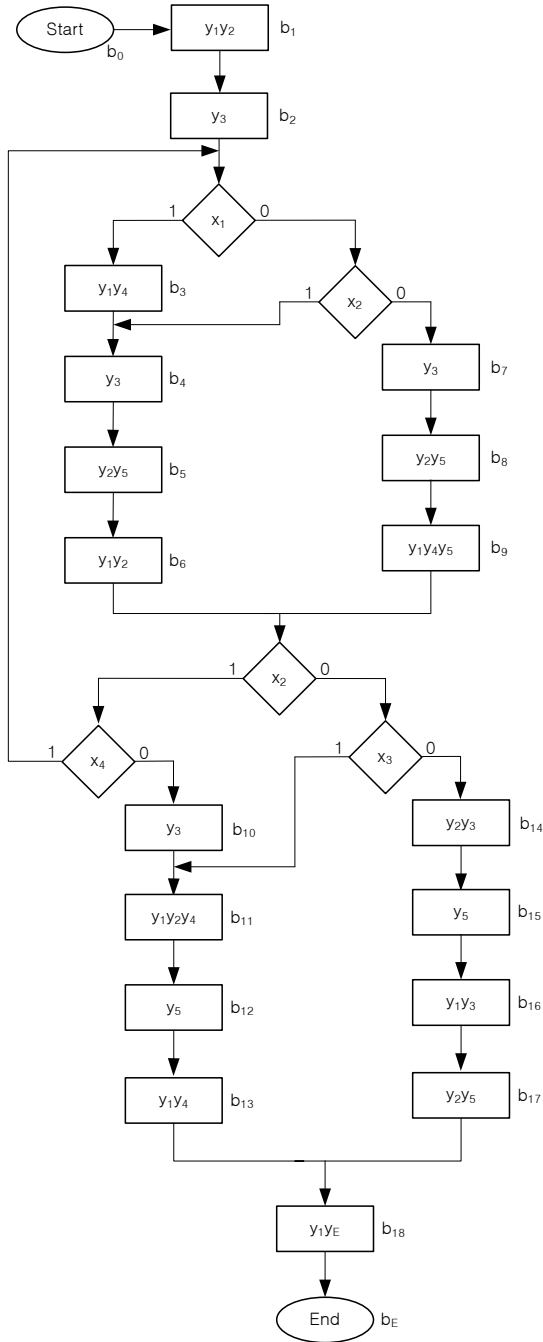 Start
b₀
y₁y₂
b₁
y₃
b₂
1
x₁
0
y₁y₄
b₃
1
x₂
0
y₃
b₄
y₃
b₇
y₂y₅
b₅
y₂y₅
b₈
y₁y₂
b₆
y₁y₄y₅
b₉
1
x₂
0
1
x₄
0
1
x₃
0
y₃
b₁₀
y₂y₃
b₁₄
y₁y₂y₄
b₁₁
y₅
b₁₅
y₅
b₁₂
y₁y₃
b₁₆
y₁y₄
b₁₃
y₂y₅
b₁₇
y₁y_E
b₁₈
End
b_E